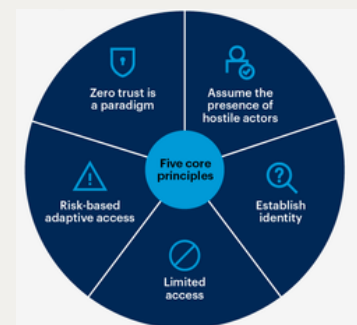 Zero trust is
a paradigm
Assume the
presence of
hostile actors
Five core
principles
Risk-based
adaptive access
Establish
identity
Limited
access